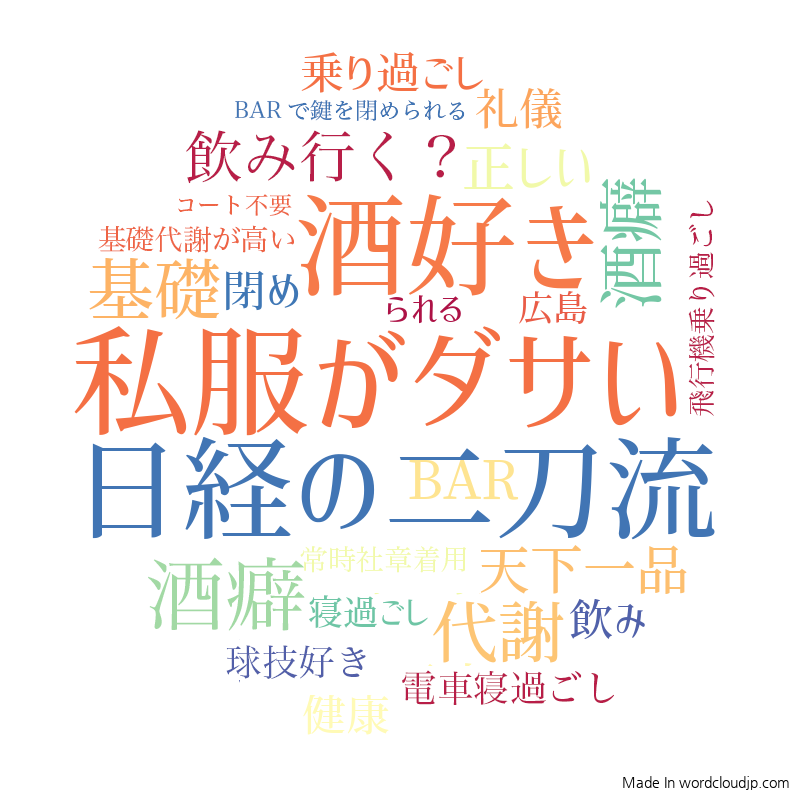 乗り過ごし
BARで鍵を閉められる
礼儀
飲み行く？
正しい
酒癖
コート不要
酒好き
飛行機乗り過ごし
基礎代謝が高い
基礎
閉め
られる
広島
私服がダサい
日経の二刀流
BAR
常時社章着用
天下一品
酒癖
寝過ごし
代謝
飲み
球技好き
電車寝過ごし
健康
Made In wordcloudjp.com